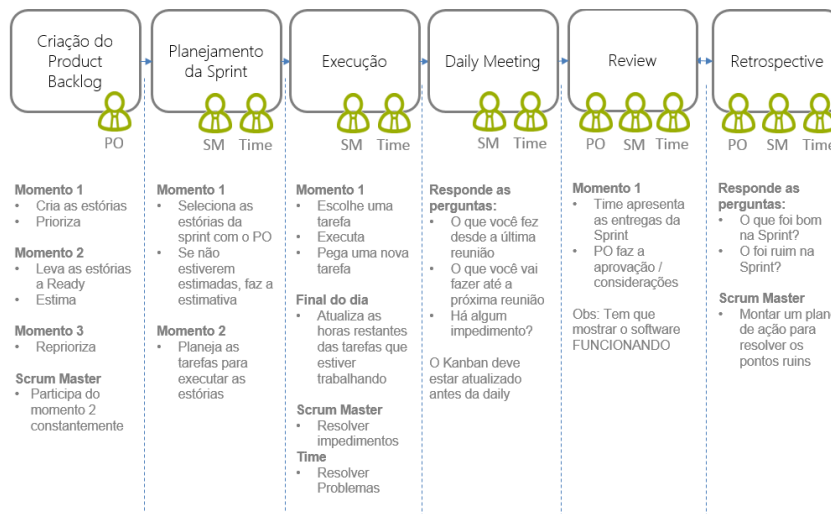 Criação do
Product
Backlog
Planejamento
da Sprint
Execução
Daily Meeting
Review
Retrospective
PO
SM Time
SM Time
SM Time
PO SM Time
PO SM Time
Momento 1
• Cria as estórias
• Prioriza
Momento 2
• Leva as estórias
a Ready
• Estima
Momento 3
• Reprioriza
Scrum Master
• Participa do
momento 2
constantemente
Momento 1
• Seleciona as
estórias da
sprint com o PO
• Se não
estiverem
estimadas, faz a
estimativa
Momento 2
• Planeja as
tarefas para
executar as
estórias
Momento 1
• Escolhe uma
tarefa
• Executa
• Pega uma nova
tarefa
Final do dia
• Atualiza as
horas restantes
das tarefas que
estiver
trabalhando
Scrum Master
• Resolver
impedimentos
Time
• Resolver
Problemas
Responde as
perguntas:
• O que você fez
desde a última
reunião
• O que você vai
fazer até a
próxima reunião
• Há algum
impedimento?
O Kanban deve
estar atualizado
antes da daily
Momento 1
• Time apresenta
as entregas da
Sprint
• PO faz a
aprovação /
considerações
Obs: Tem que
mostrar o software
FUNCIONANDO
Responde as
perguntas:
• O que foi bom
na Sprint?
• O foi ruim na
Sprint?
Scrum Master
• Montar um plano
de ação para
resolver os
pontos ruins